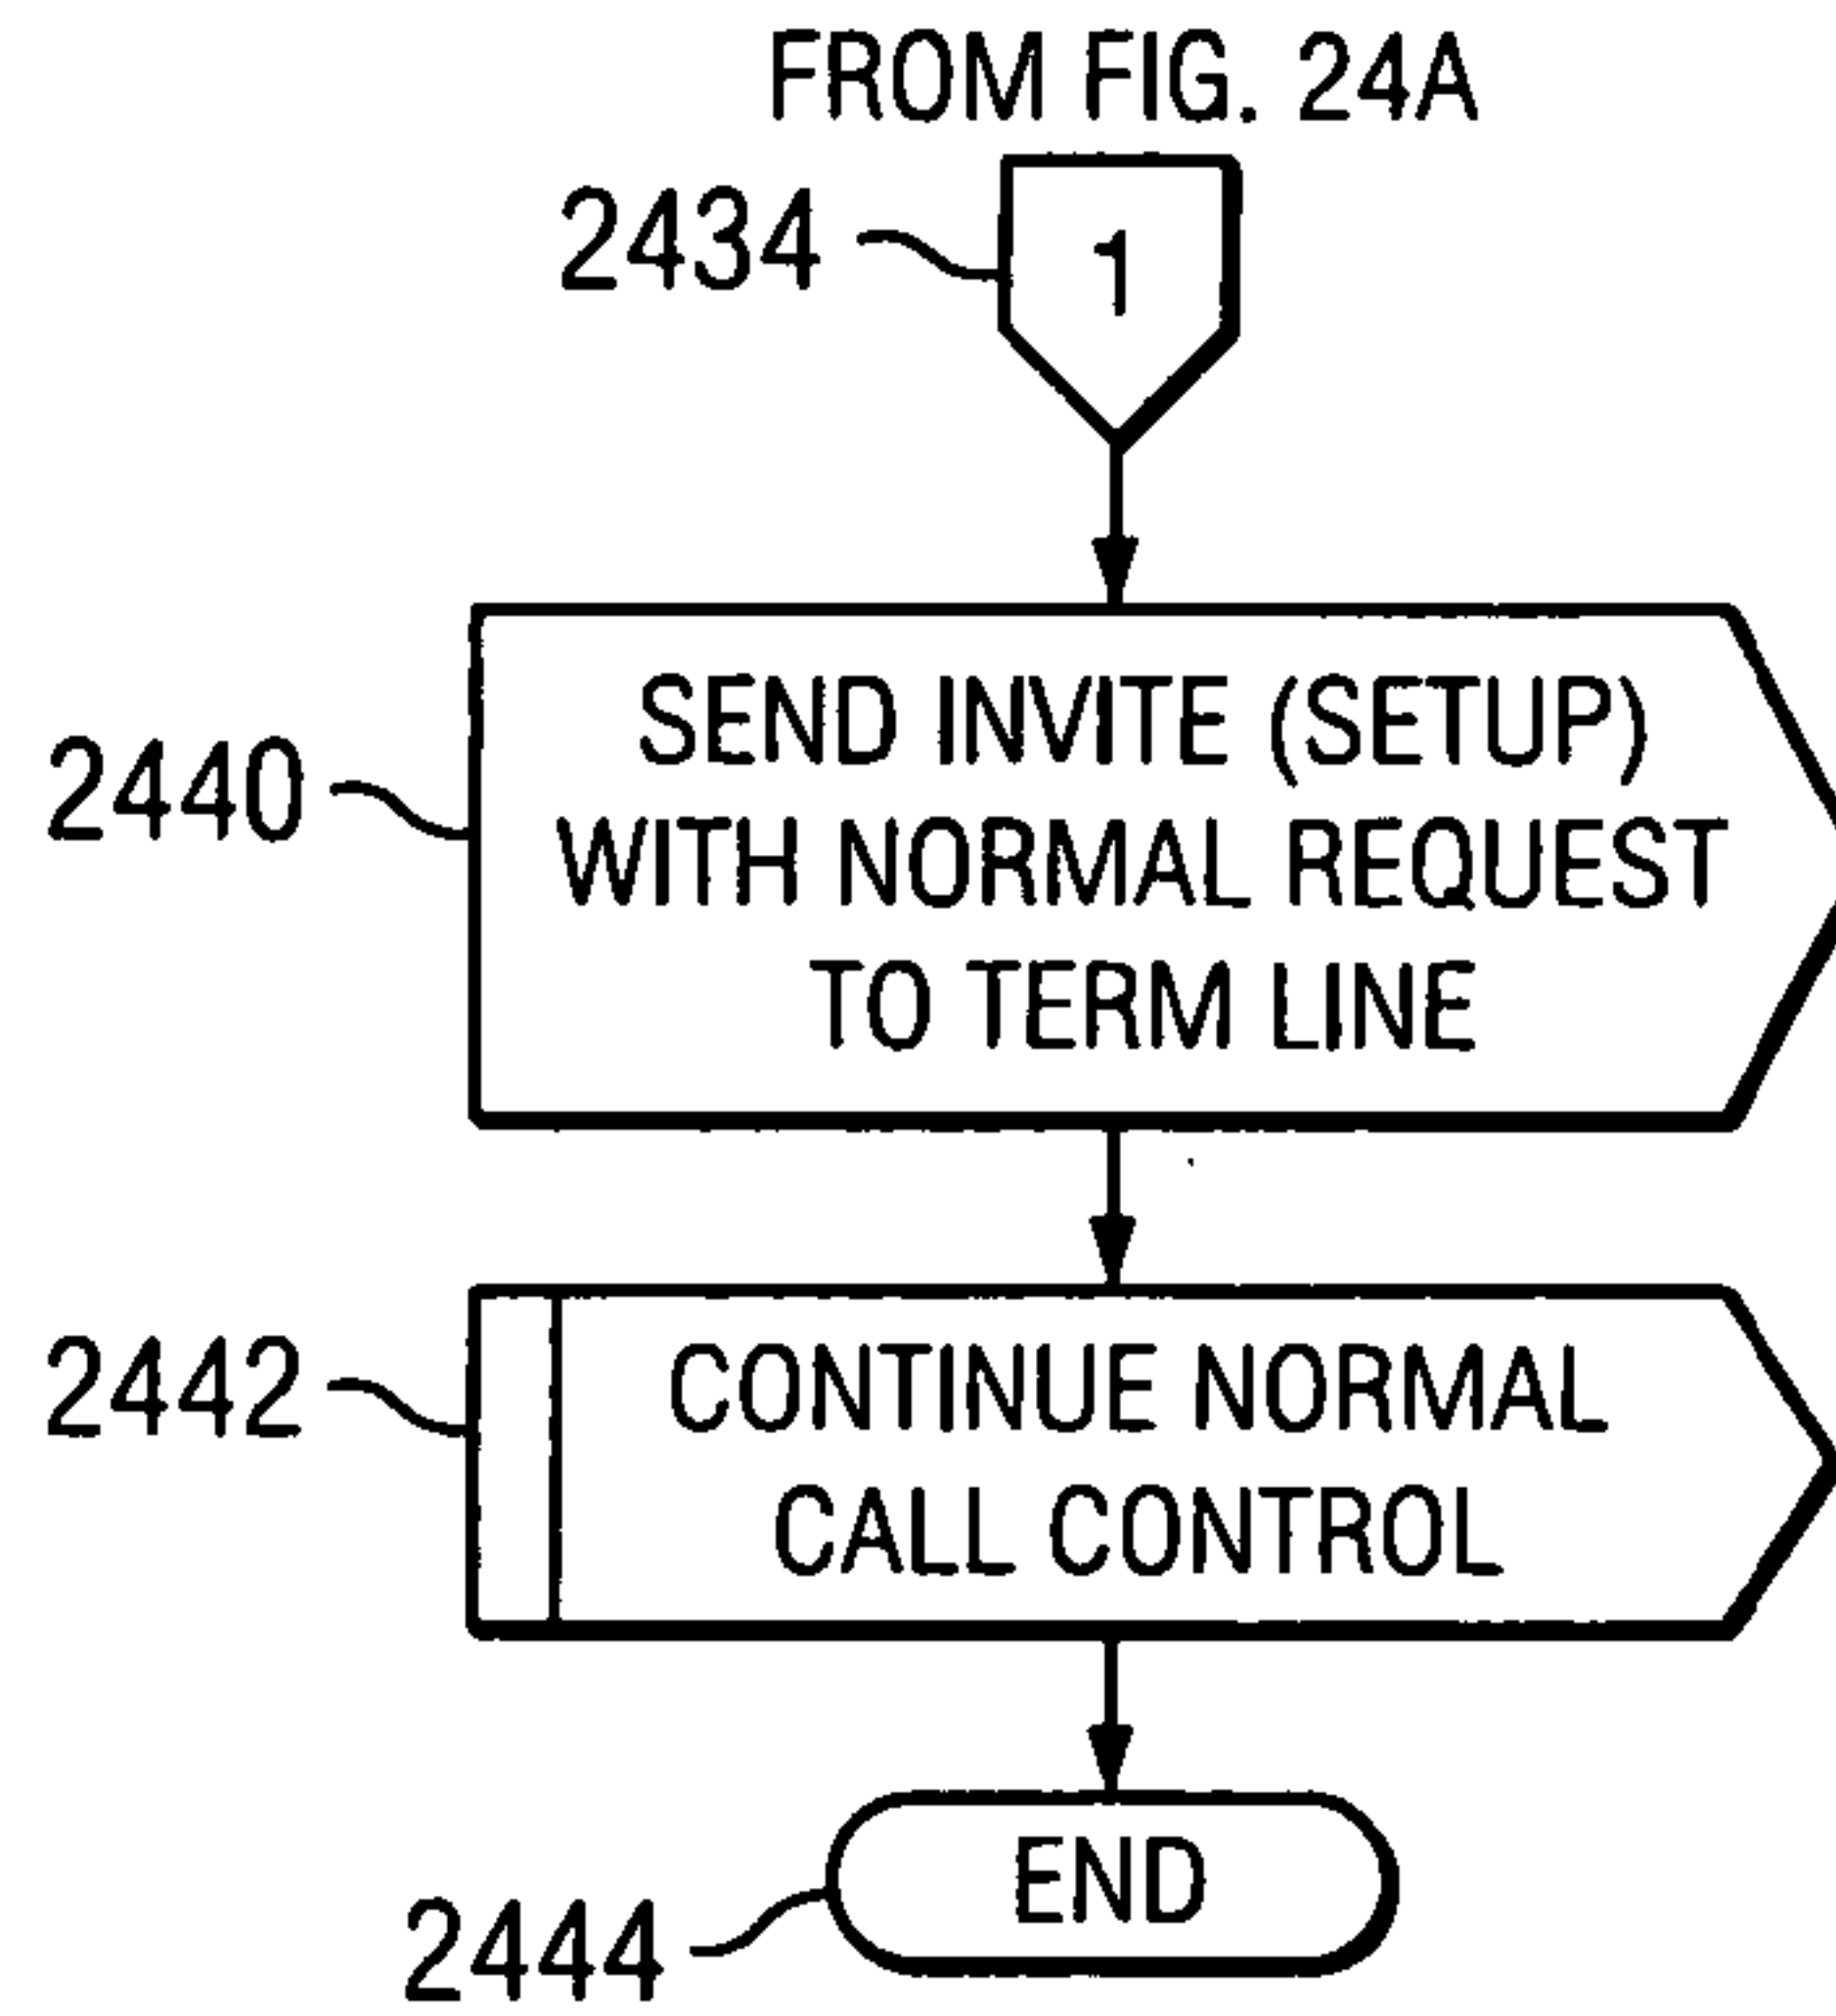 FROM FIG. 24A
2434
1
2440
SEND INVITE (SETUP)
WITH NORMAL REQUEST
TO TERM LINE
2442
CONTINUE NORMAL
CALL CONTROL
END
2444